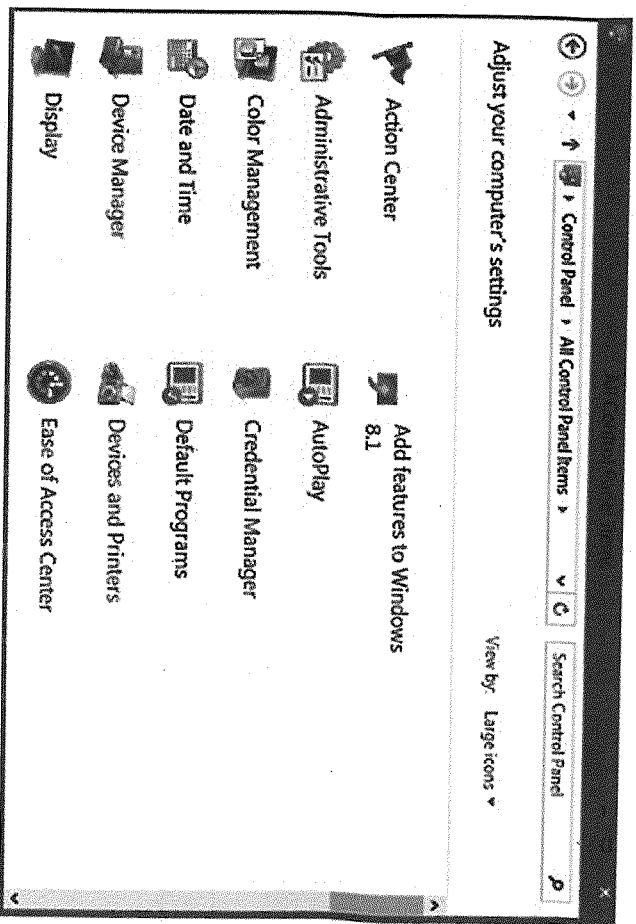 Control Panel ▸ All Control Panel Items ▸
Search Control Panel
Adjust your computer's settings
View by: Large icons
Action Center
Add features to Windows
8.1
Administrative Tools
AutoPlay
Color Management
Credential Manager
Date and Time
Default Programs
Device Manager
Devices and Printers
Display
Ease of Access Center